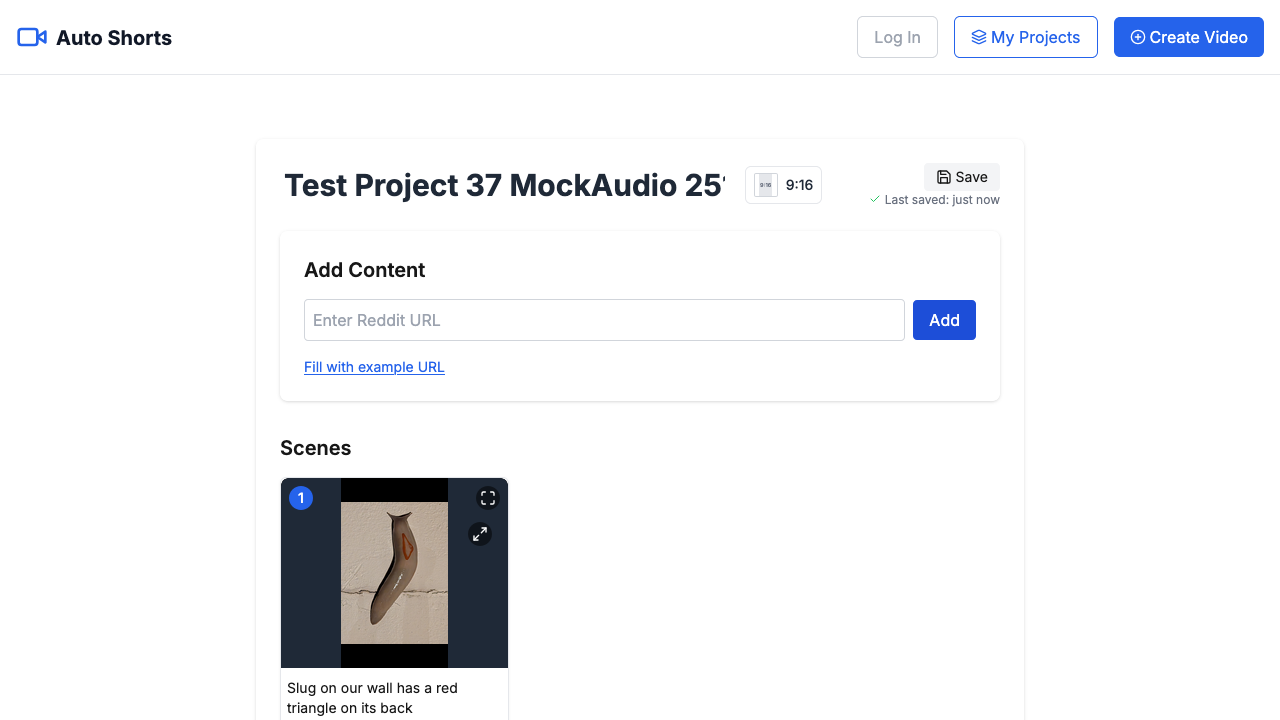 Auto Shorts
Log In
My Projects
Create Video
Test Project 37 MockAudio 25
9:16
9:16
Save
Last saved: just now
Add Content
Enter Reddit URL
Add
Fill with example URL
Scenes
1
Slug on our wall has a red
triangle on its back